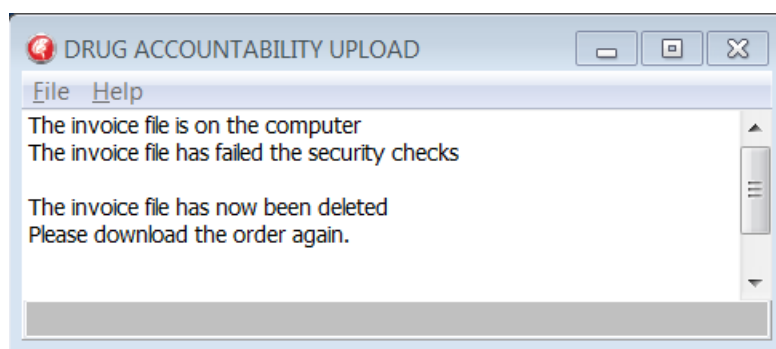 DRUG ACCOUNTABILITY UPLOAD
File Help
The invoice file is on the computer
The invoice file has failed the security checks
The invoice file has now been deleted
Please download the order again.